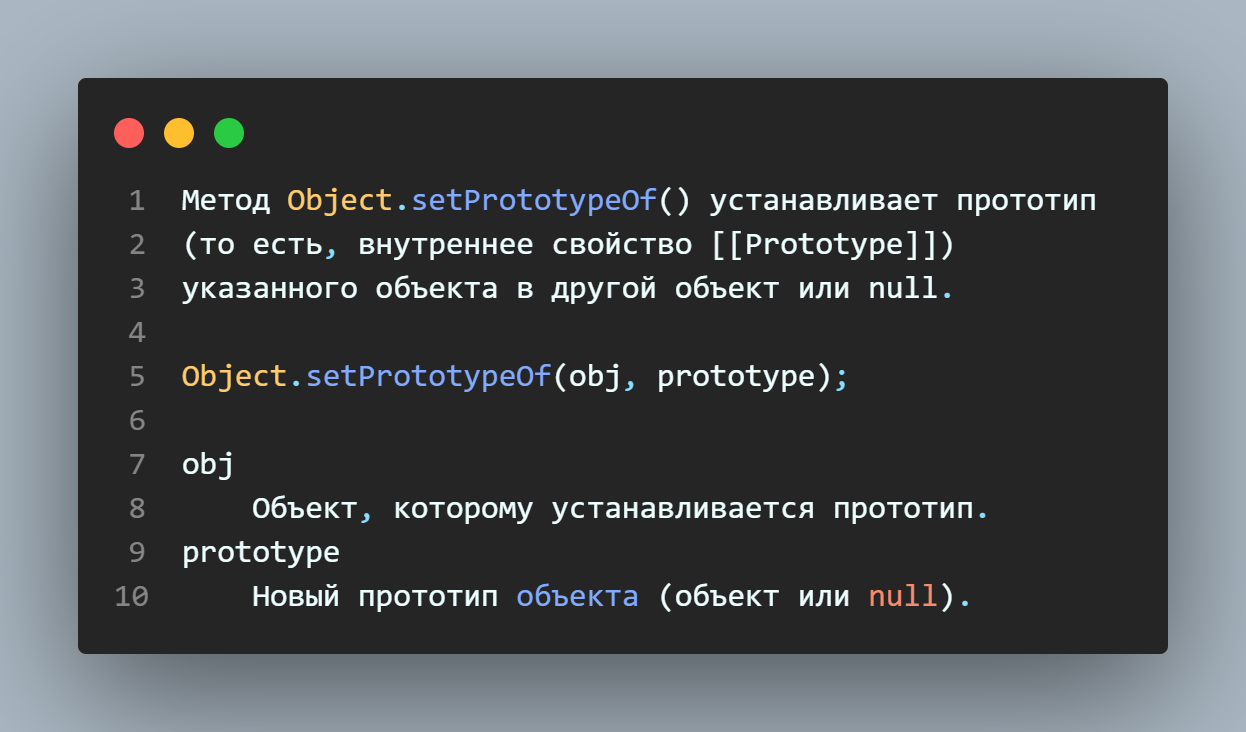 1 Метод Object.setPrototypeOf() устанавливает прототип
2 (то есть, внутреннее свойство [[Prototype]])
3 указанного объекта в другой объект или null.
4
5 Object.setPrototypeOf(obj, prototype);
6
7 obj
8     Объект, которому устанавливается прототип.
9 prototype
10     Новый прототип объекта (объект или null).